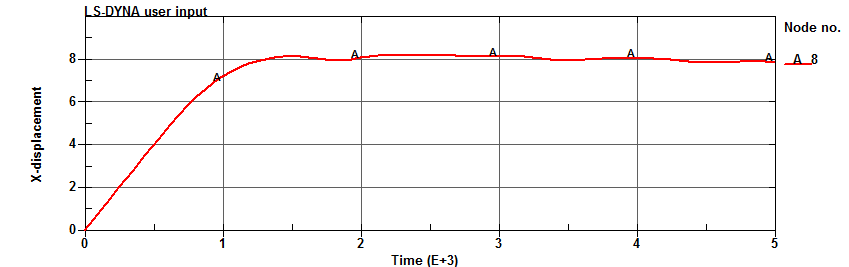 LS-DYNA user input
Node no.
A 8
8
6
4
2
0
X-displacement
A A A A A
0 1 2 3 4 5
Time (E+3)